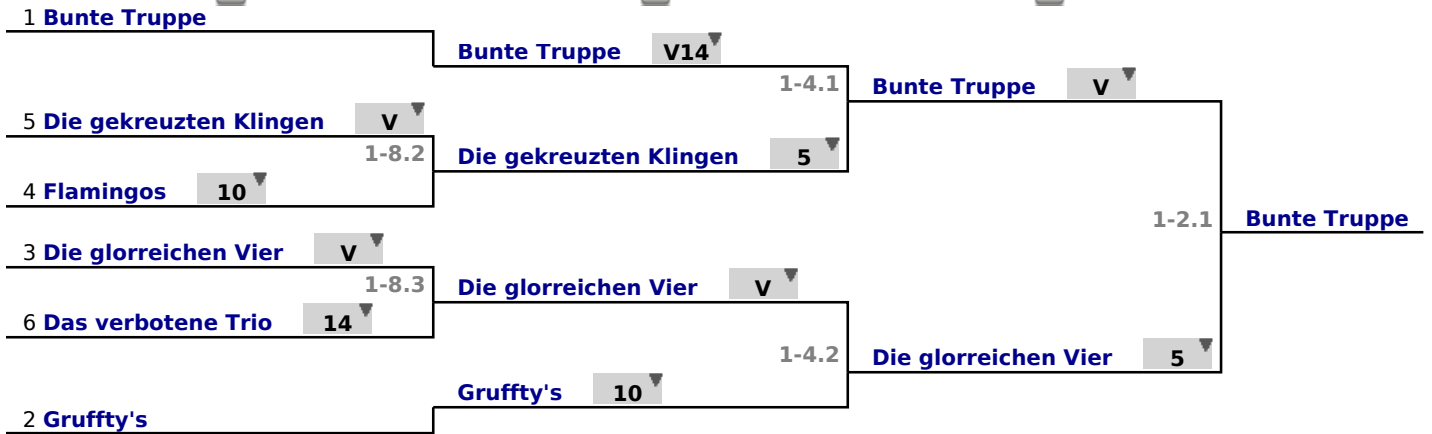 1 Bunte Truppe
Bunte Truppe V14
1-4.1
Bunte Truppe V
5 Die gekreuzten Klingen V
1-8.2
Die gekreuzten Klingen 5
4 Flamingos 10
1-2.1
Bunte Truppe
3 Die glorreichen Vier V
1-8.3
Die glorreichen Vier V
6 Das verbotene Trio 14
1-4.2
Die glorreichen Vier 5
Gruffty's 10
2 Gruffty's